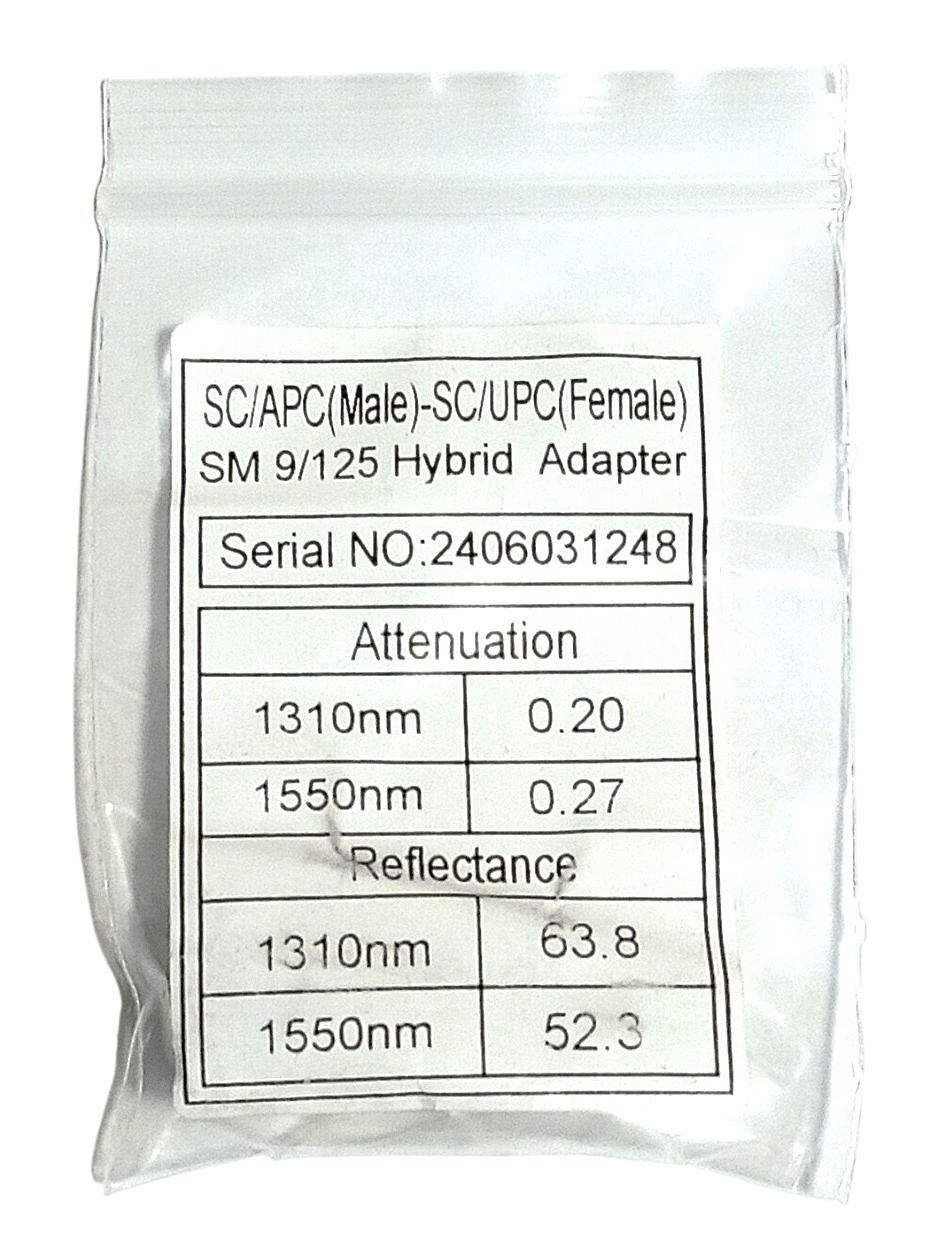 SC/APC(Male)-SC/UPC(Female)
SM 9/125 Hybrid Adapter
Serial NO:2406031248
Attenuation
1310nm 0.20
1550nm 0.27
Reflectance
1310nm 63.8
1550nm 52.3